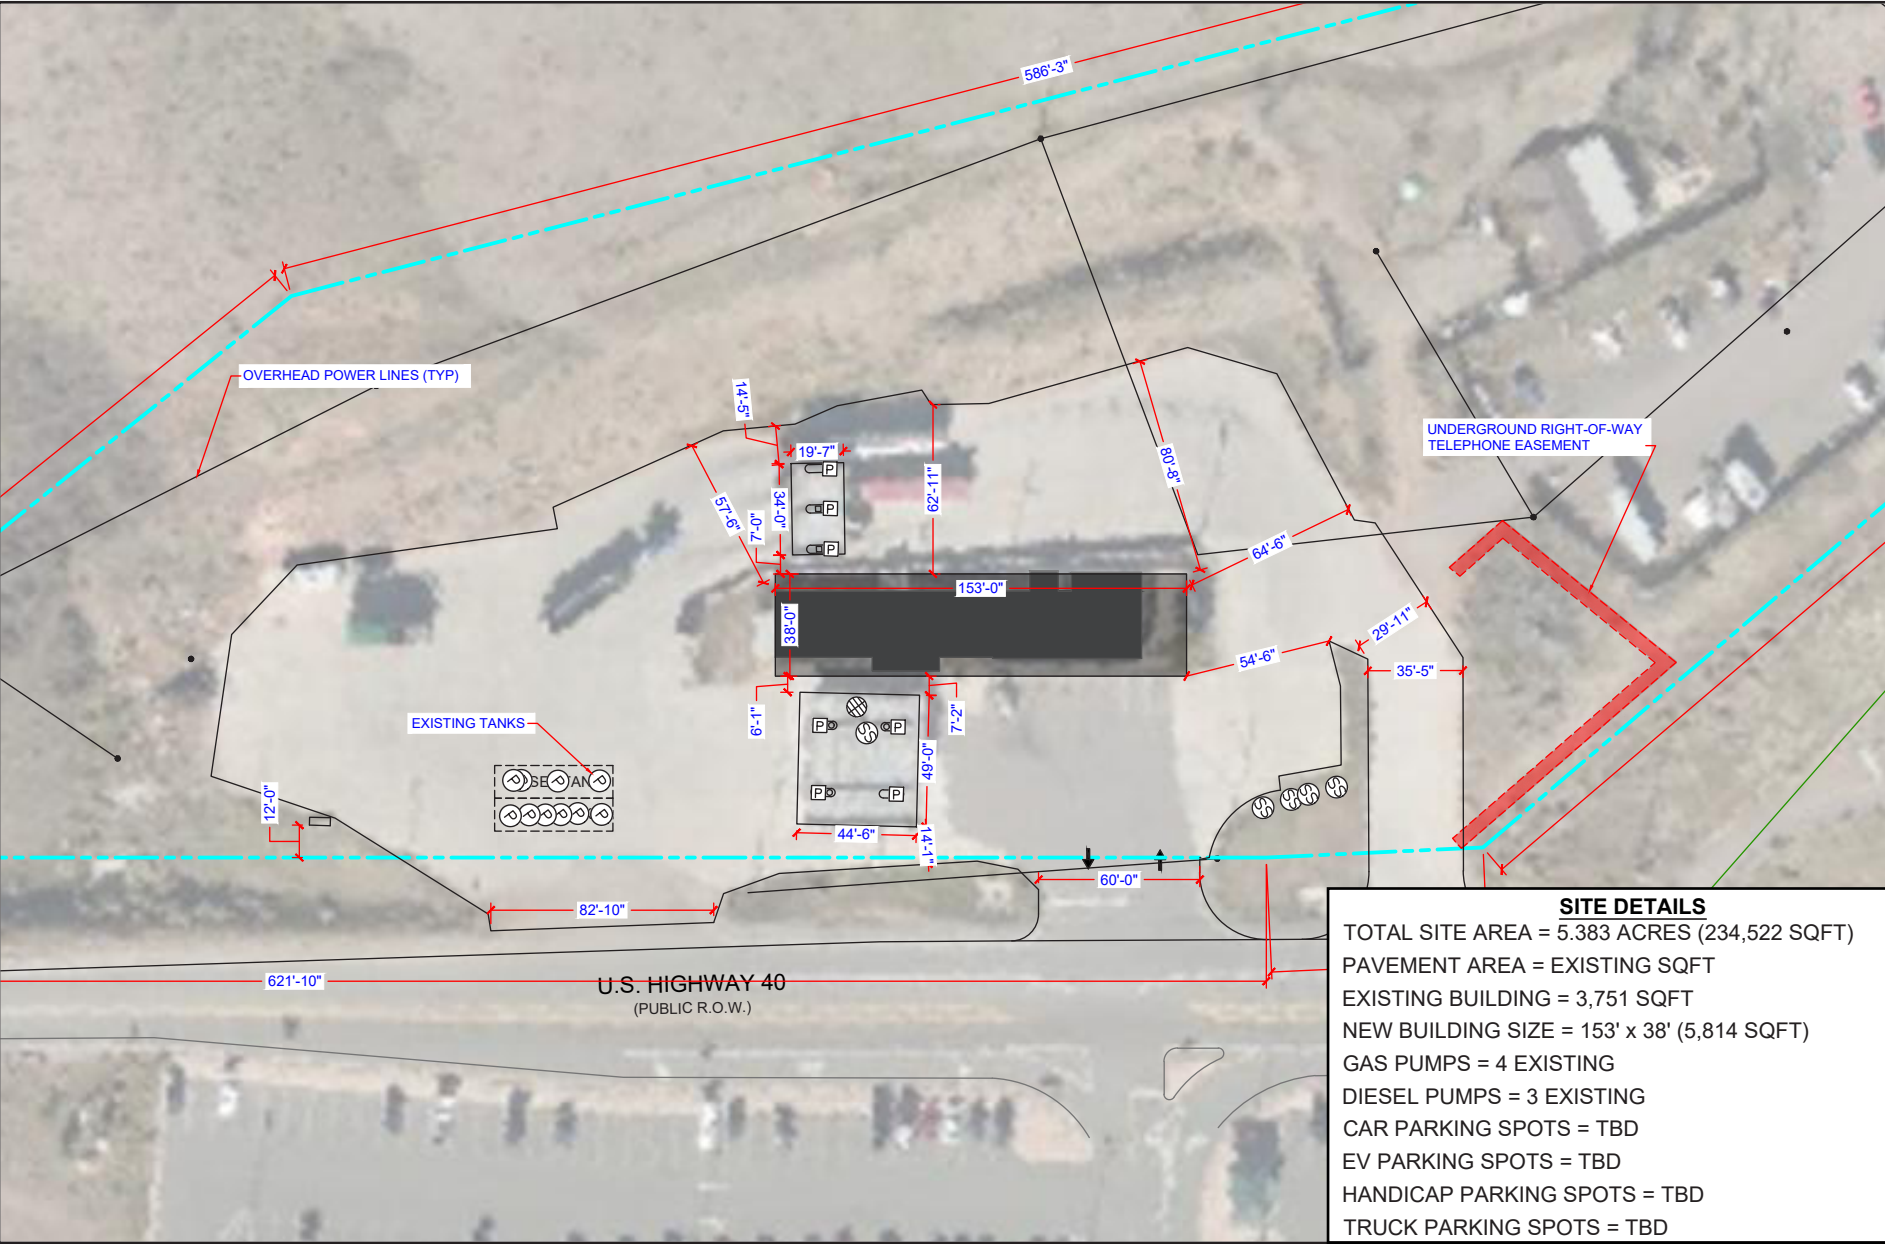 586'-3"
OVERHEAD POWER LINES (TYP)
14'-5"
19'-7"
P
P
P
34'-0"
7'-0"
57'-6"
62'-11"
80'-8"
UNDERGROUND RIGHT-OF-WAY
TELEPHONE EASEMENT
64'-6"
153'-0"
38'-0"
29'-11"
54'-6"
35'-5"
6'-1"
7'-2"
EXISTING TANKS
P
P
SS
P
P
49'-0"
P
P
P
P P P P P P
12'-0"
44'-6"
14'-1"
SS SS SS SS
60'-0"
82'-10"
621'-10"
U.S. HIGHWAY 40
(PUBLIC R.O.W.)
SITE DETAILS
TOTAL SITE AREA = 5.383 ACRES (234,522 SQFT)
PAVEMENT AREA = EXISTING SQFT
EXISTING BUILDING = 3,751 SQFT
NEW BUILDING SIZE = 153' x 38' (5,814 SQFT)
GAS PUMPS = 4 EXISTING
DIESEL PUMPS = 3 EXISTING
CAR PARKING SPOTS = TBD
EV PARKING SPOTS = TBD
HANDICAP PARKING SPOTS = TBD
TRUCK PARKING SPOTS = TBD